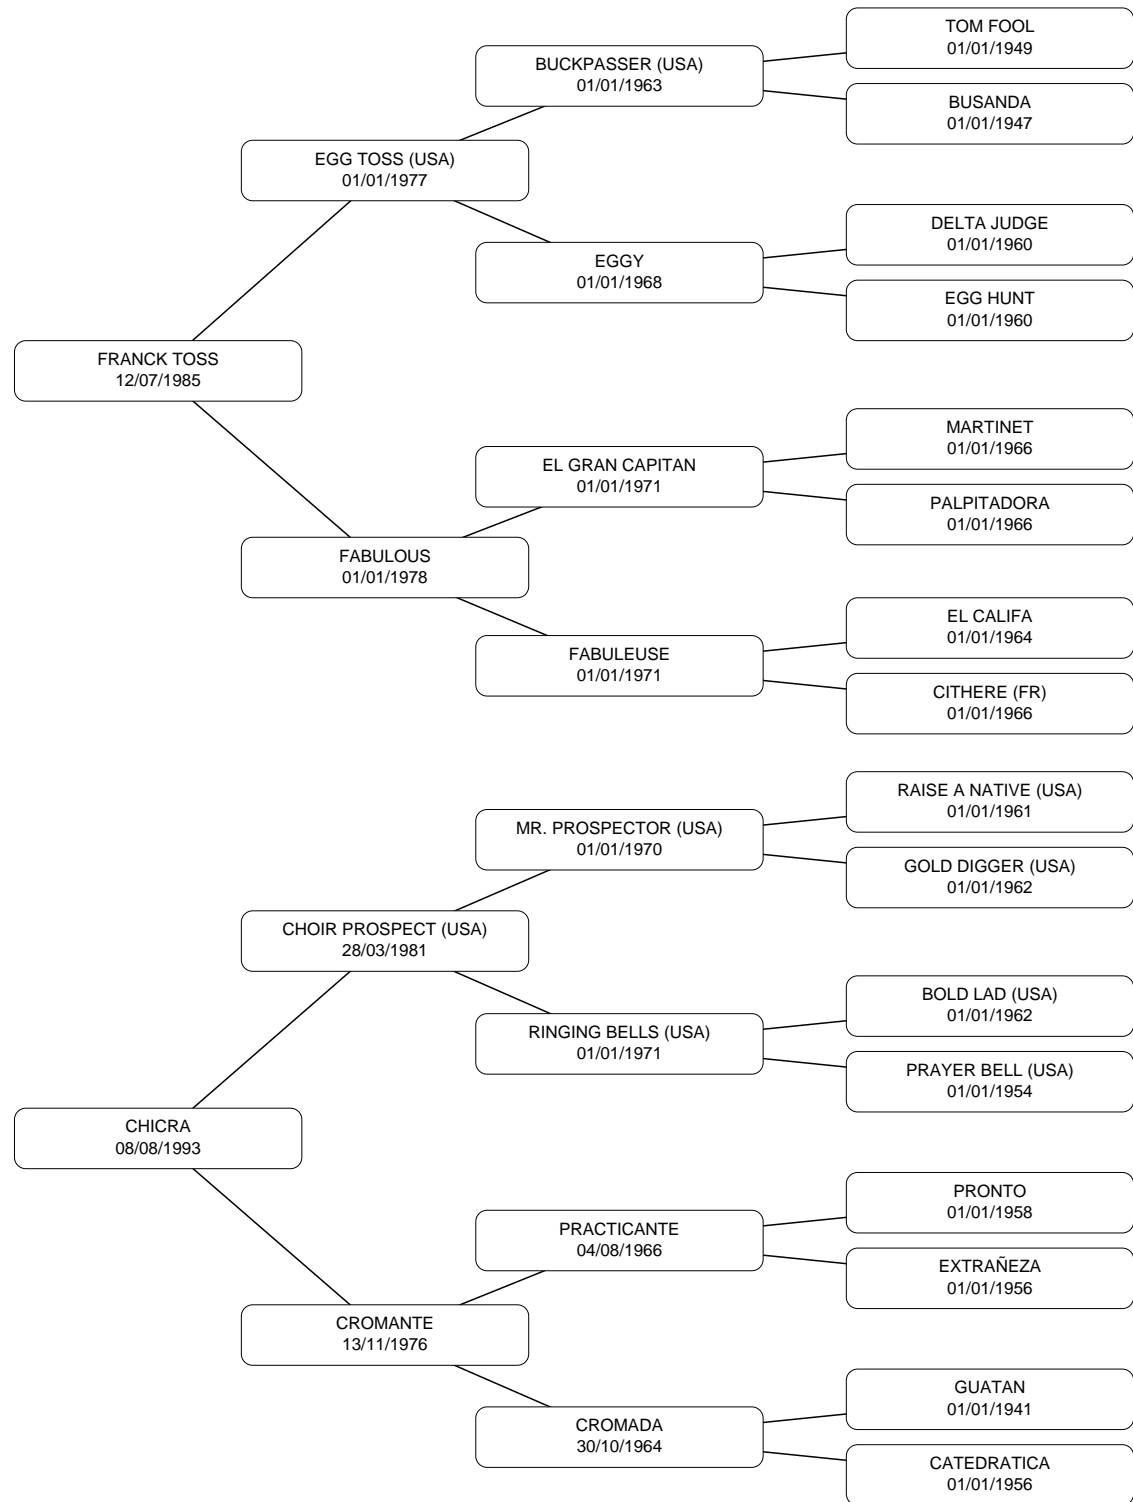 TOM FOOL
01/01/1949
BUCKPASSER (USA)
01/01/1963
BUSANDA
01/01/1947
EGG TOSS (USA)
01/01/1977
DELTA JUDGE
01/01/1960
EGGY
01/01/1968
EGG HUNT
01/01/1960
FRANCK TOSS
12/07/1985
MARTINET
01/01/1966
EL GRAN CAPITAN
01/01/1971
PALPITADORA
01/01/1966
FABULOUS
01/01/1978
EL CALIFA
01/01/1964
FABULEUSE
01/01/1971
CITHERE (FR)
01/01/1966
RAISE A NATIVE (USA)
01/01/1961
MR. PROSPECTOR (USA)
01/01/1970
GOLD DIGGER (USA)
01/01/1962
CHOIR PROSPECT (USA)
28/03/1981
BOLD LAD (USA)
01/01/1962
RINGING BELLS (USA)
01/01/1971
PRAYER BELL (USA)
01/01/1954
CHICRA
08/08/1993
PRONTO
01/01/1958
PRACTICANTE
04/08/1966
EXTRAÑEZA
01/01/1956
CROMANTE
13/11/1976
GUATAN
01/01/1941
CROMADA
30/10/1964
CATEDRATICA
01/01/1956